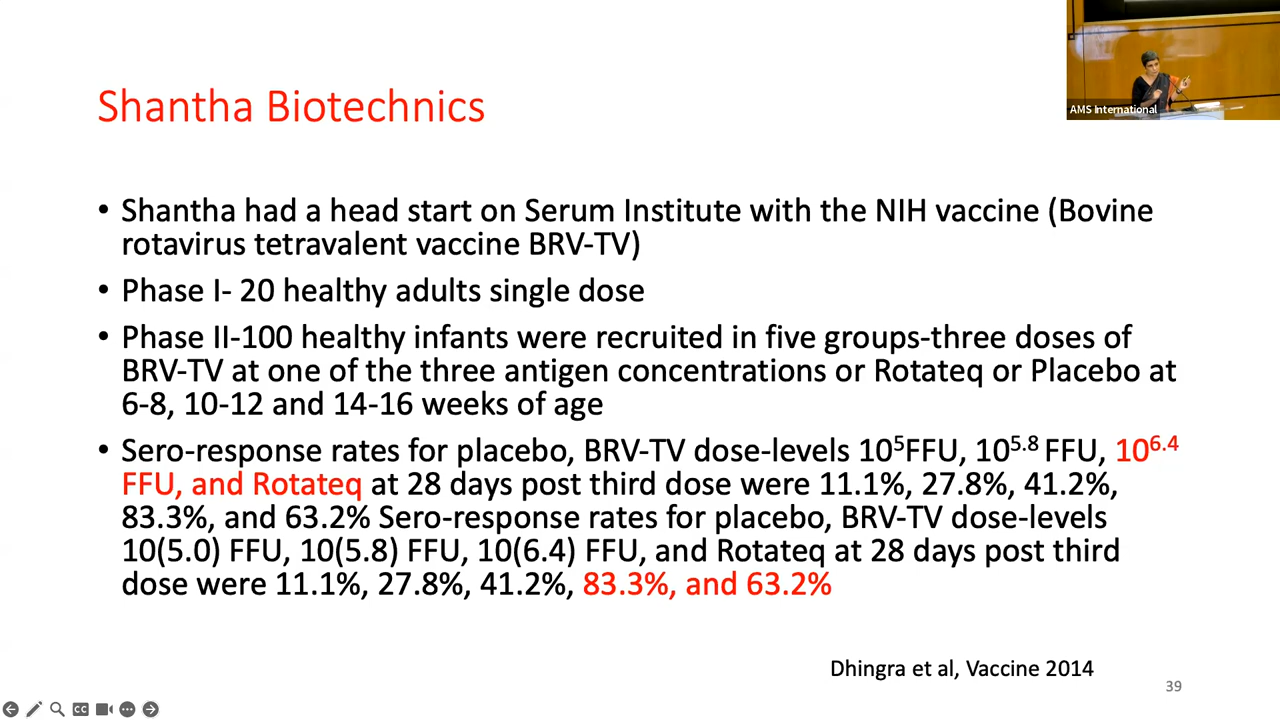 Shantha Biotechnics
AMS International
• Shantha had a head start on Serum Institute with the NIH vaccine (Bovine
rotavirus tetravalent vaccine BRV-TV)
• Phase I- 20 healthy adults single dose
• Phase II-100 healthy infants were recruited in five groups-three doses of
BRV-TV at one of the three antigen concentrations or Rotateq or Placebo at
6-8, 10-12 and 14-16 weeks of age
• Sero-response rates for placebo, BRV-TV dose-levels 10⁵FFU, 10⁵·⁸ FFU, 10⁶·⁴
FFU, and Rotateq at 28 days post third dose were 11.1%, 27.8%, 41.2%,
83.3%, and 63.2% Sero-response rates for placebo, BRV-TV dose-levels
10(5.0) FFU, 10(5.8) FFU, 10(6.4) FFU, and Rotateq at 28 days post third
dose were 11.1%, 27.8%, 41.2%, 83.3%, and 63.2%
Dhingra et al, Vaccine 2014
39
CC